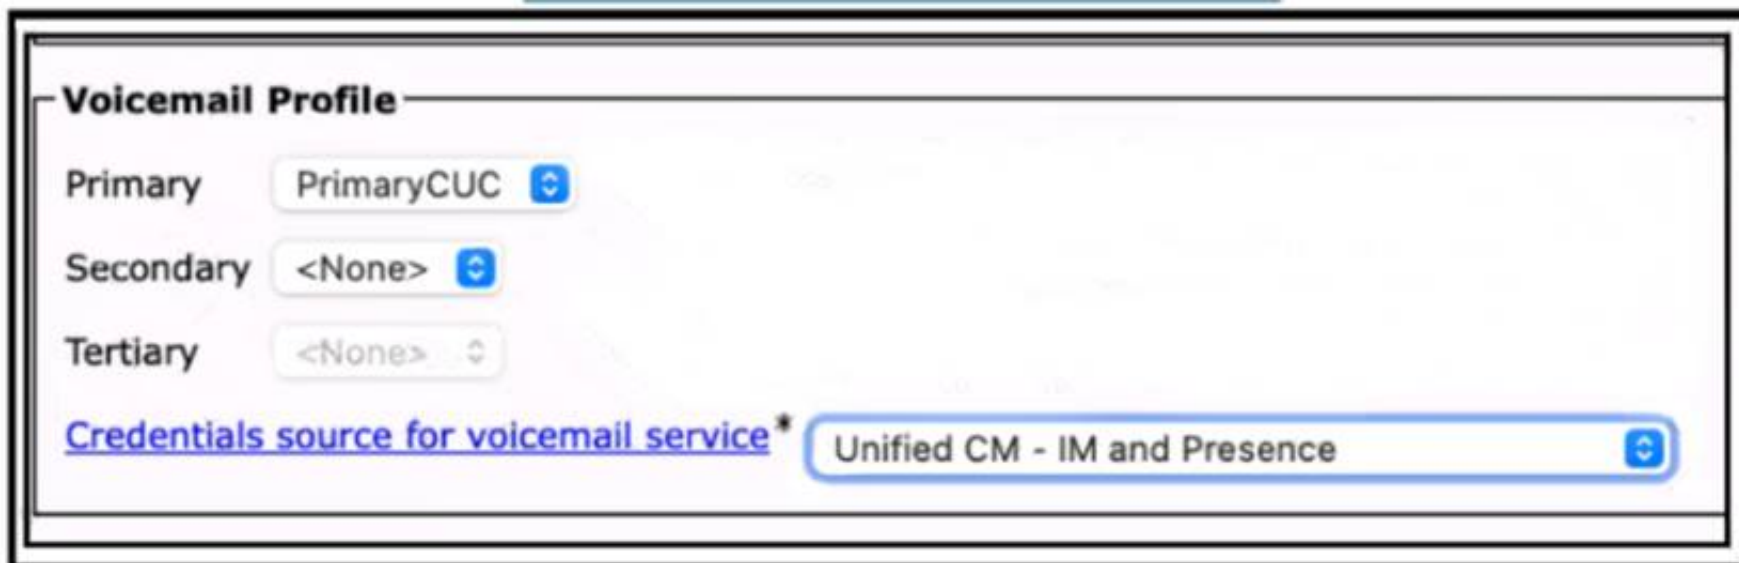 Voicemail Profile
Primary PrimaryCUC
Secondary <None>
Tertiary <None>
Credentials source for voicemail service* Unified CM - IM and Presence